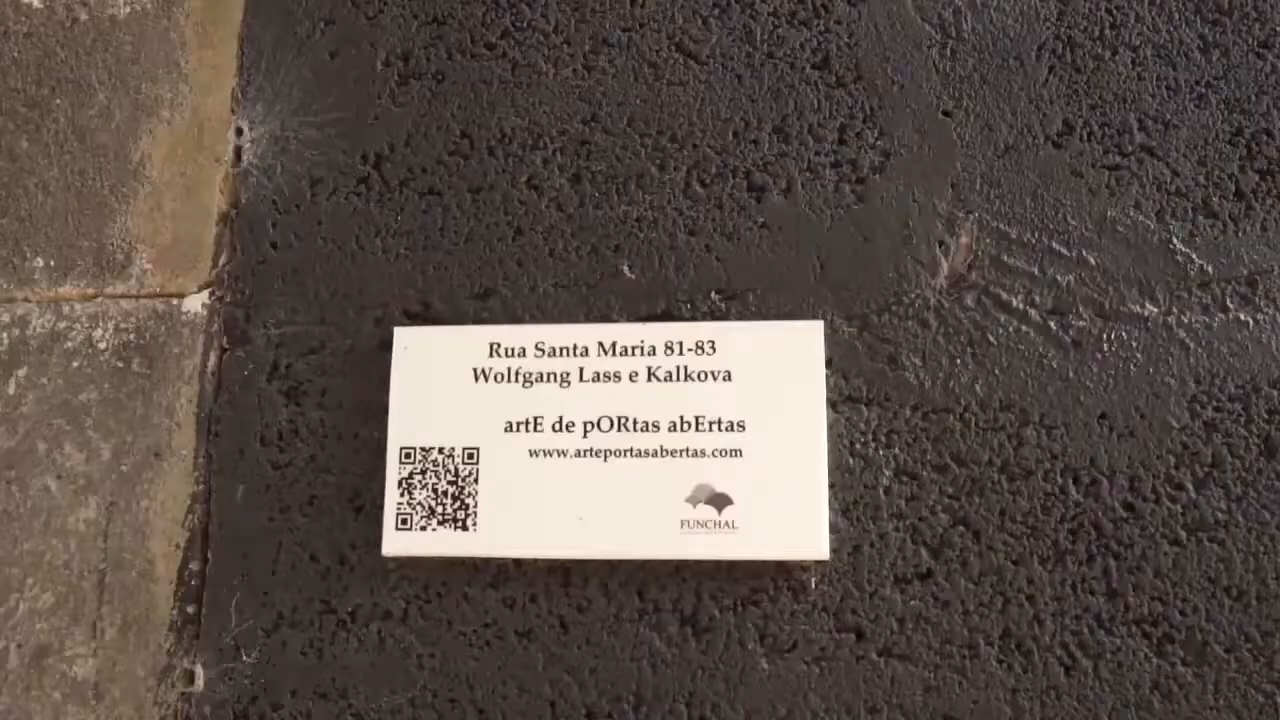 Rua Santa Maria 81-83
Wolfgang Lass e Kalkova
artE de pORtas abErtas
www.arteportasabertas.com
FUNCHAL